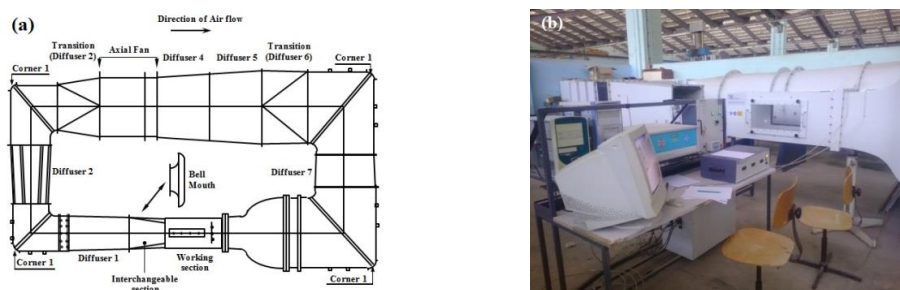 (a)
Direction of Air flow
Transition
(Diffuser 2)
Axial Fan
Diffuser 4
Diffuser 5
Transition
(Diffuser 6)
Corner 1
Corner 1
Diffuser 2
Bell
Mouth
Diffuser 7
Corner 1
Diffuser 1
Interchangeable
section
Working
section
Corner 1
(b)